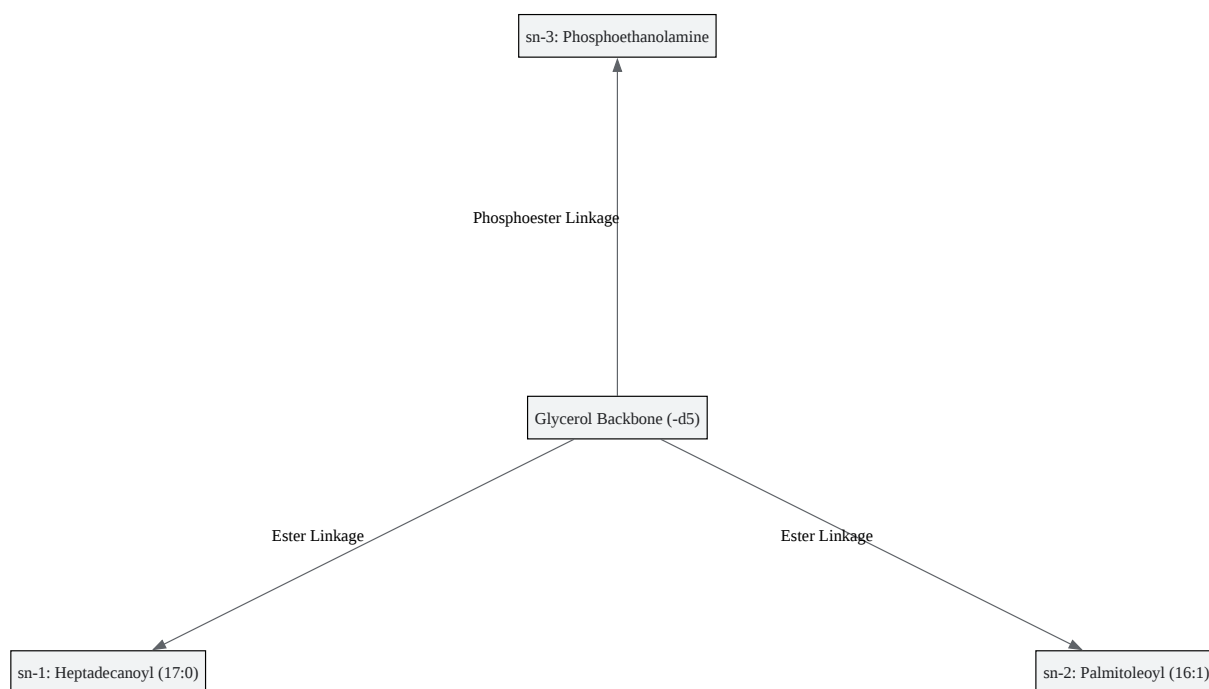 sn-3: Phosphoethanolamine
Phosphoester Linkage
Glycerol Backbone (-d5)
Ester Linkage
Ester Linkage
sn-1: Heptadecanoyl (17:0)
sn-2: Palmitoleoyl (16:1)